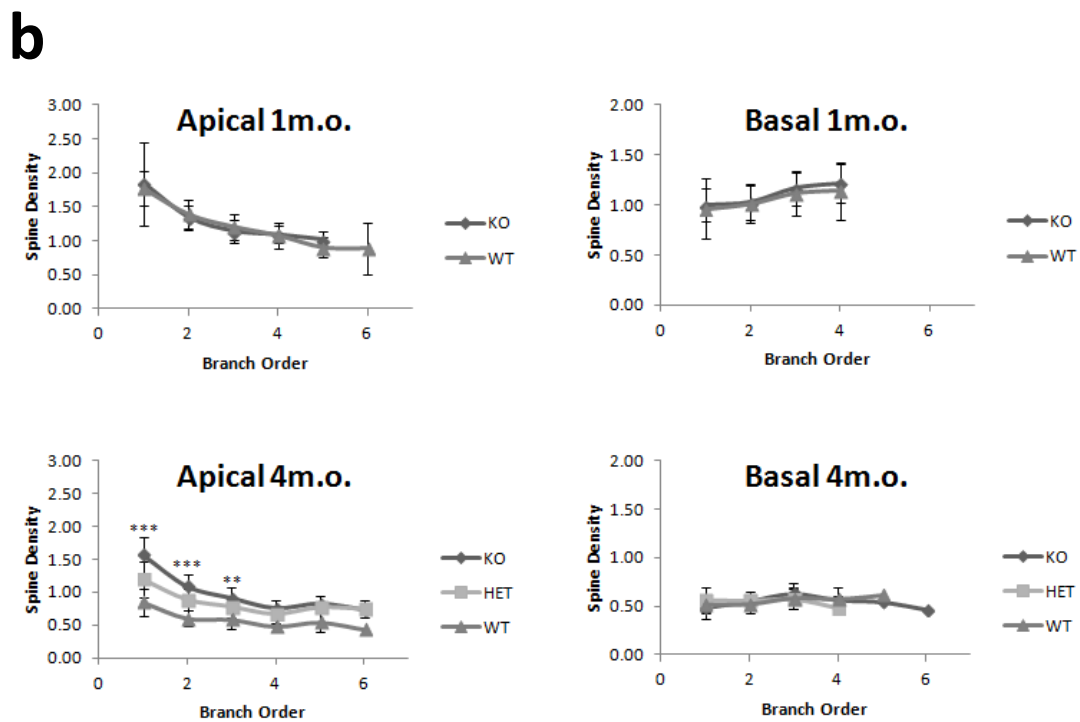 b
Apical 1m.o.
Spine Density
3.00
2.50
2.00
1.50
1.00
0.50
0.00
0 2 4 6
Branch Order
KO
WT
Basal 1m.o.
Spine Density
2.00
1.50
1.00
0.50
0.00
0 2 4 6
Branch Order
KO
WT
Apical 4m.o.
Spine Density
3.00
2.50
2.00
1.50
1.00
0.50
0.00
***
***
**
0 2 4 6
Branch Order
KO
HET
WT
Basal 4m.o.
Spine Density
2.00
1.50
1.00
0.50
0.00
0 2 4 6
Branch Order
KO
HET
WT